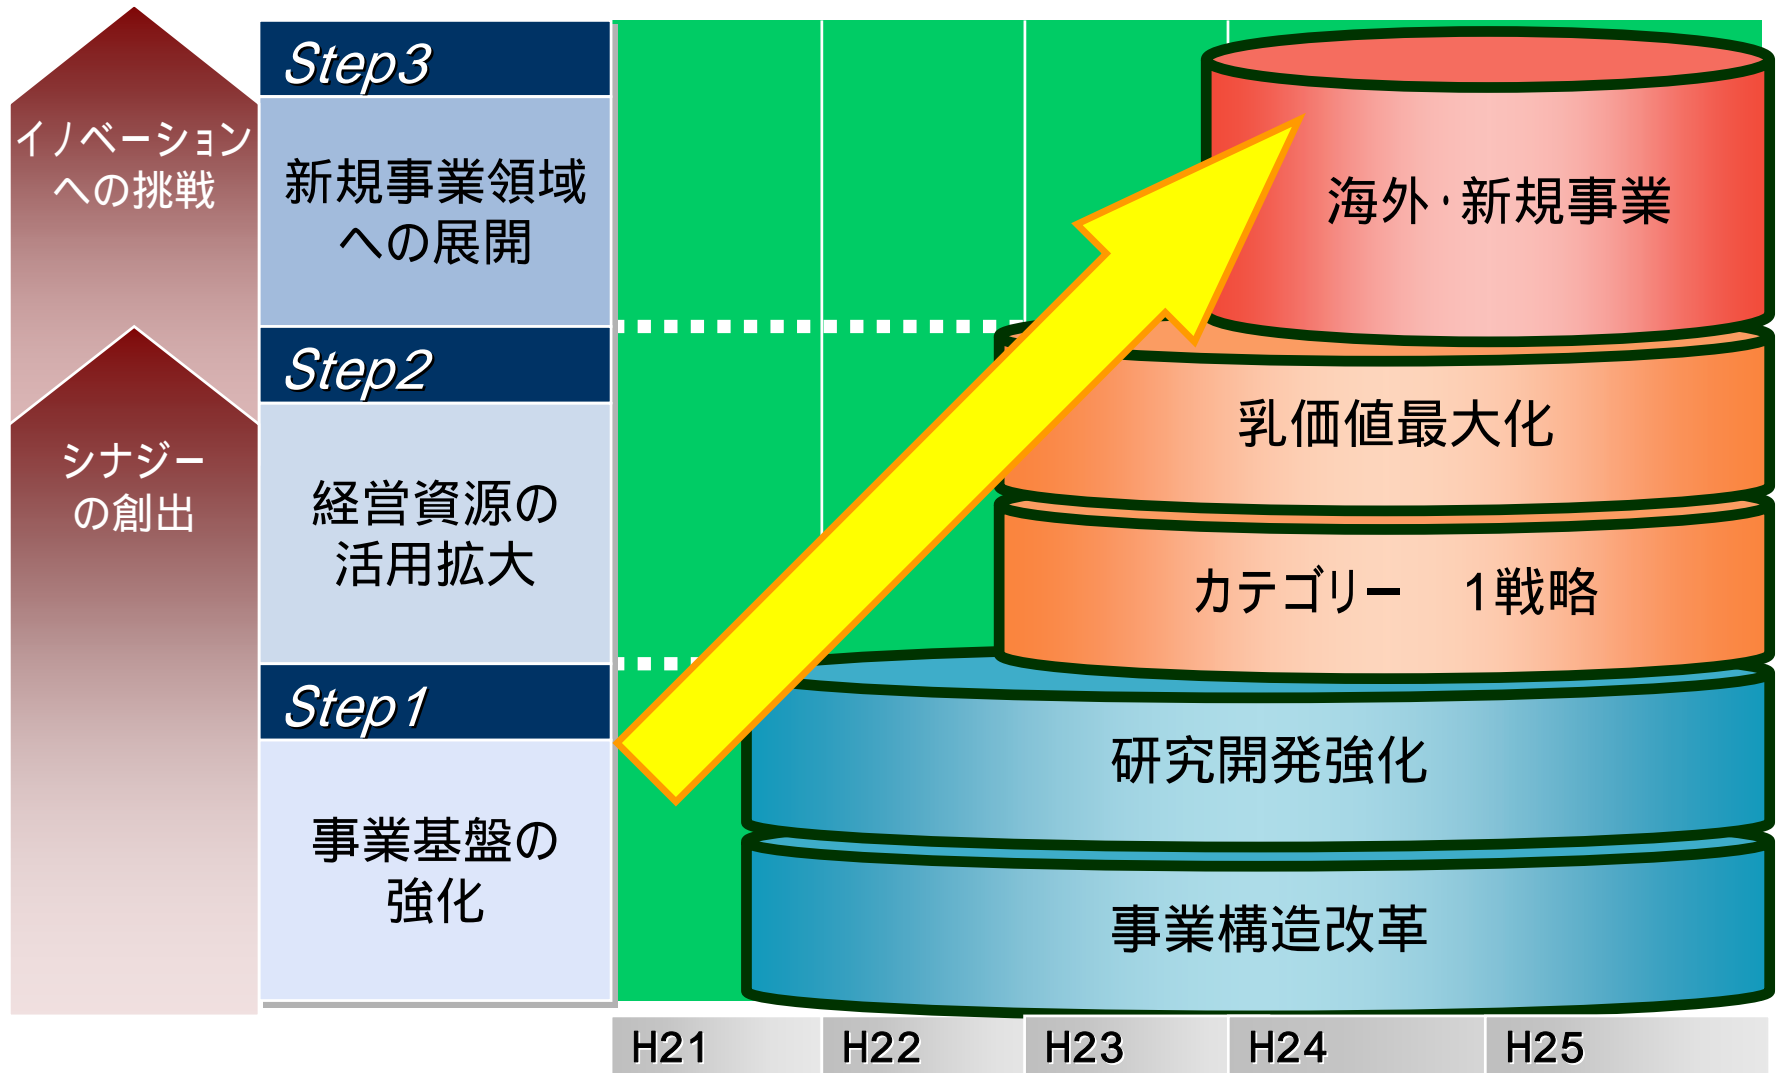 イノベーション
への挑戦
シナジー
の創出
Step3
新規事業領域
への展開
Step2
経営資源の
活用拡大
Step1
事業基盤の
強化
海外・新規事業
乳価値最大化
カテゴリー　1戦略
研究開発強化
事業構造改革
H21
H22
H23
H24
H25